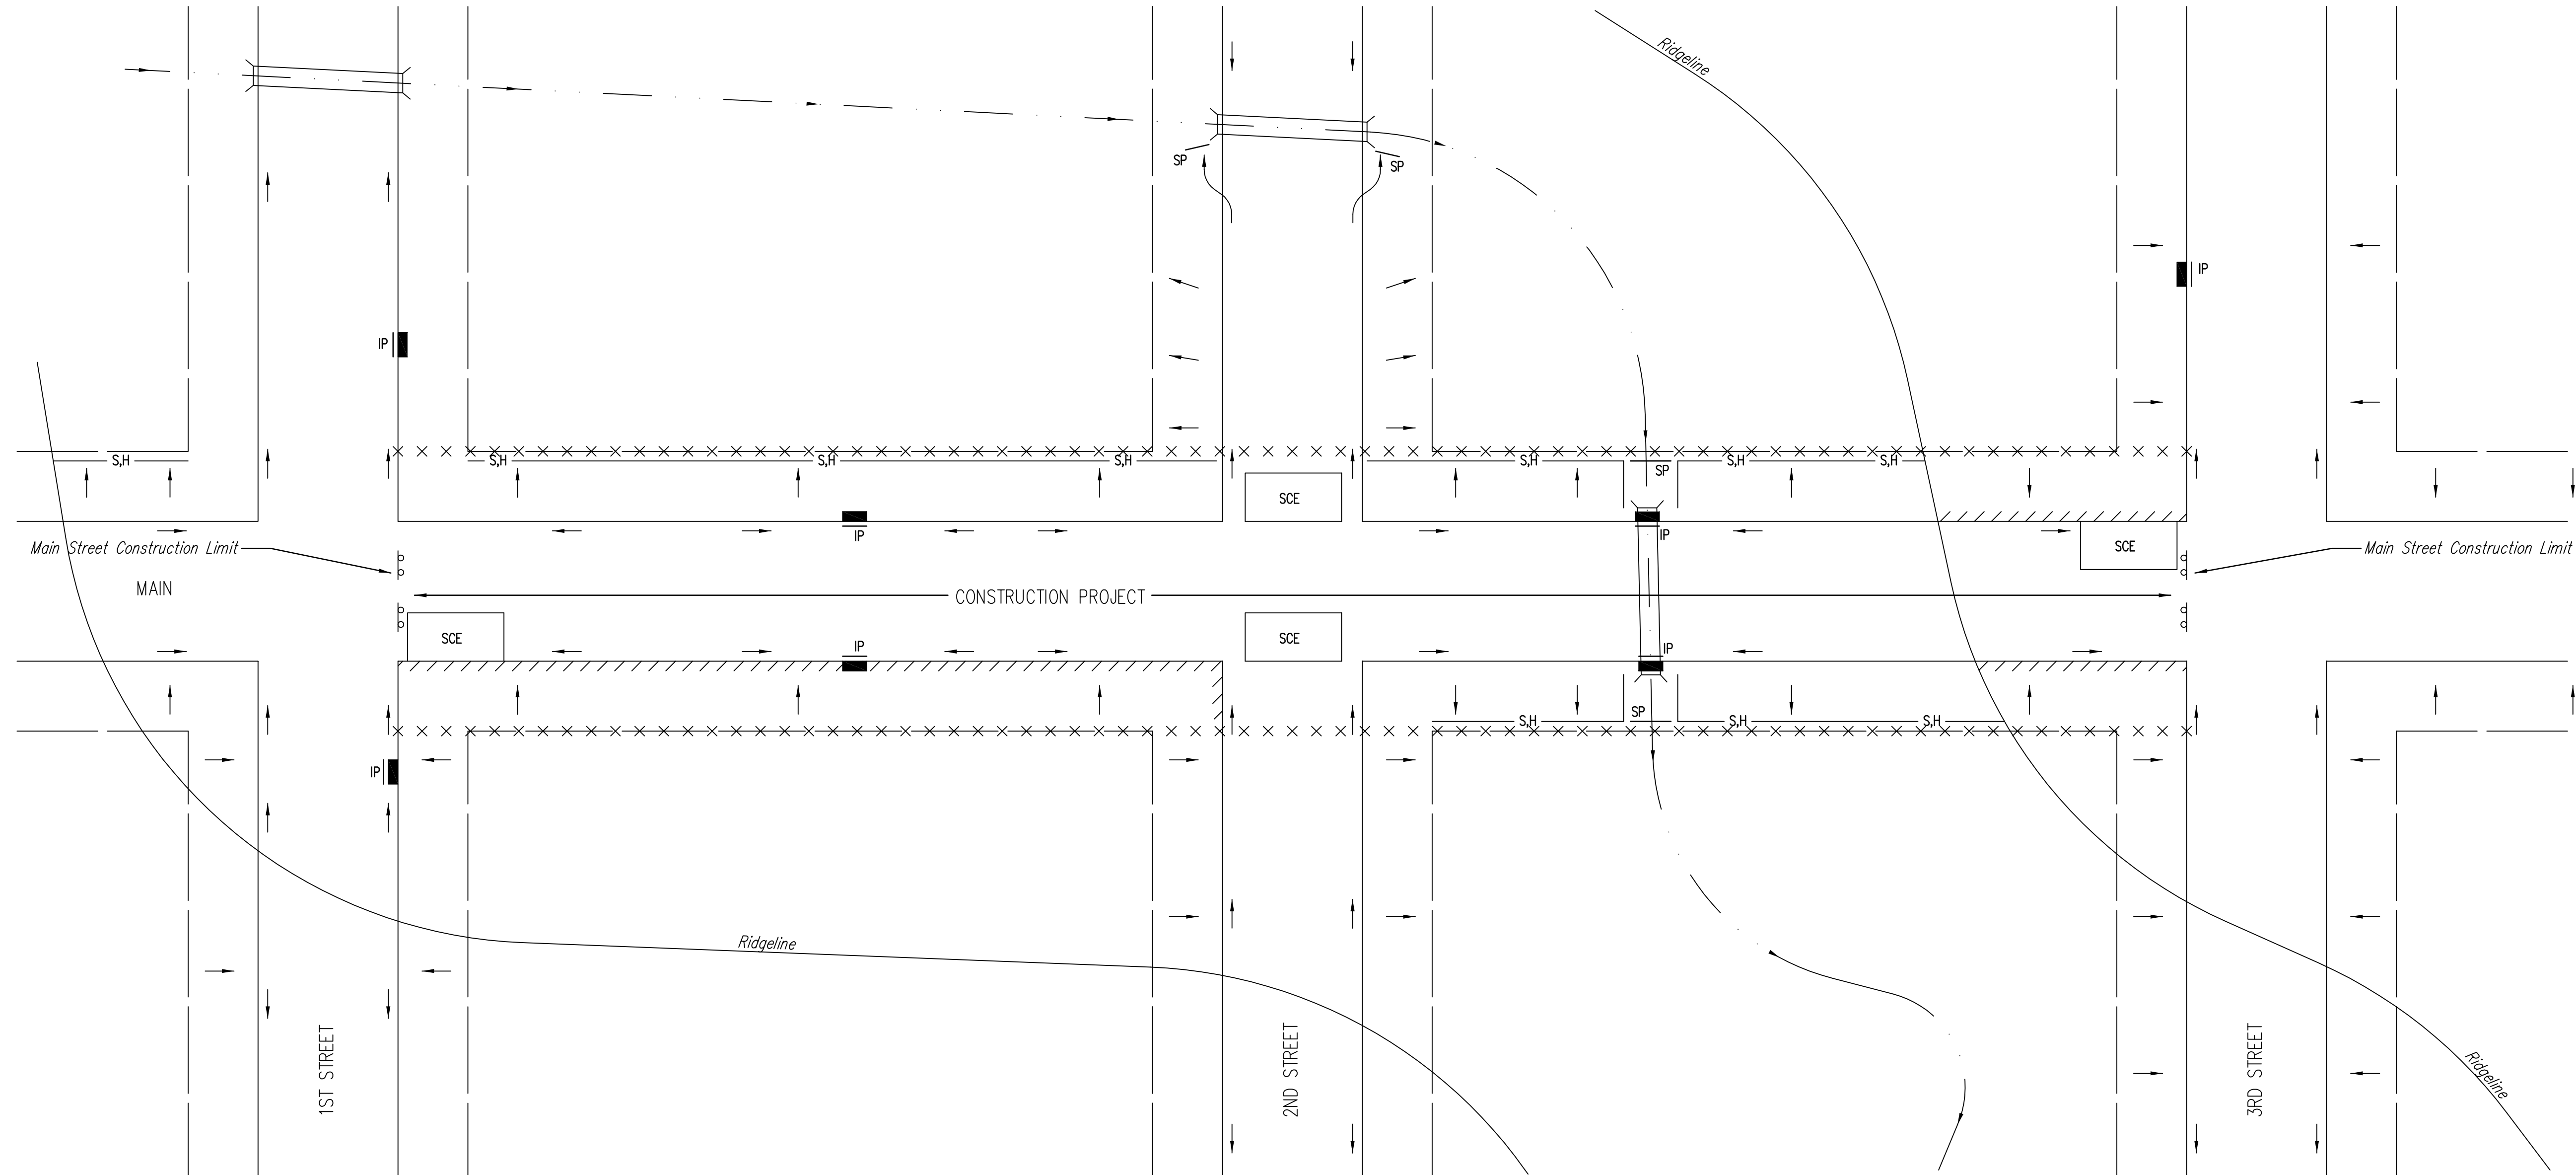 Ridgeline
SP
SP
IP
IP
S,H
S,H
S,H
S,H
S,H
SP
S,H
S,H
SCE
IP
IP
Main Street Construction Limit
SCE
Main Street Construction Limit
MAIN
CONSTRUCTION PROJECT
SCE
SCE
IP
IP
S,H
SP
S,H
S,H
IP
Ridgeline
1ST STREET
2ND STREET
3RD STREET
Ridgeline